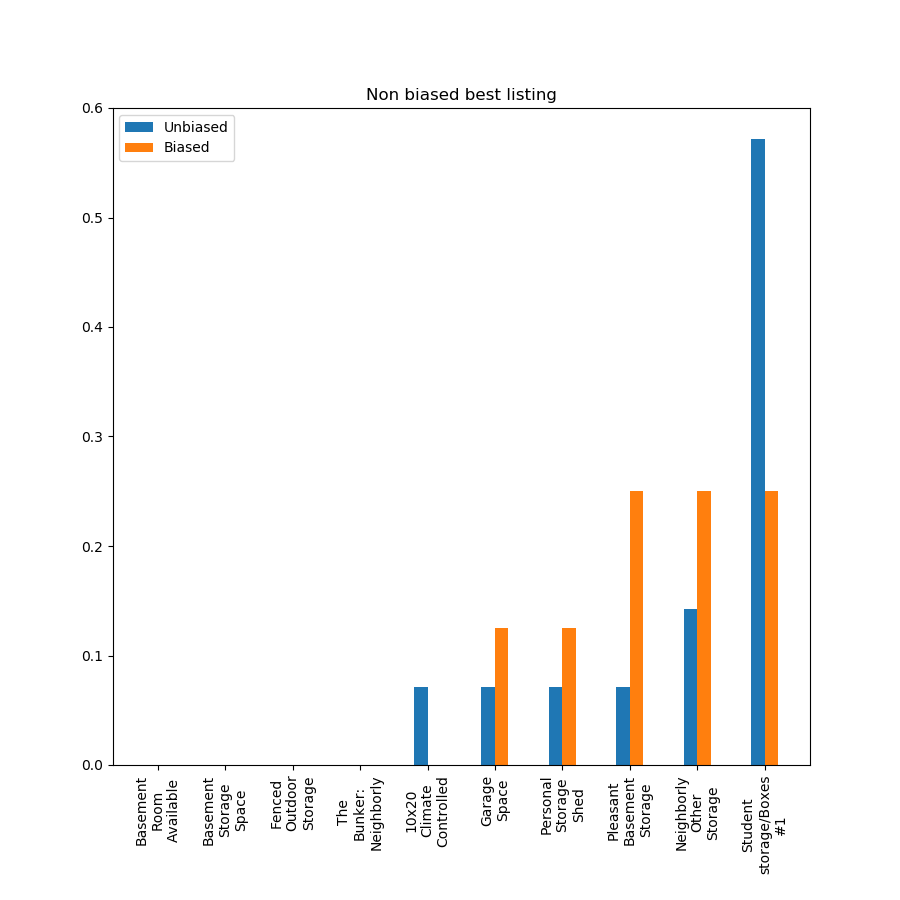 Non biased best listing
Unbiased
Biased
0.6
0.5
0.4
0.3
0.2
0.1
0.0
Basement
Room
Available
Basement
Storage
Space
Fenced
Outdoor
Storage
The
Bunker:
Neighborly
10x20
Climate
Controlled
Garage
Space
Personal
Storage
Shed
Pleasant
Basement
Storage
Neighborly
Other
Storage
Student
storage/Boxes
#1